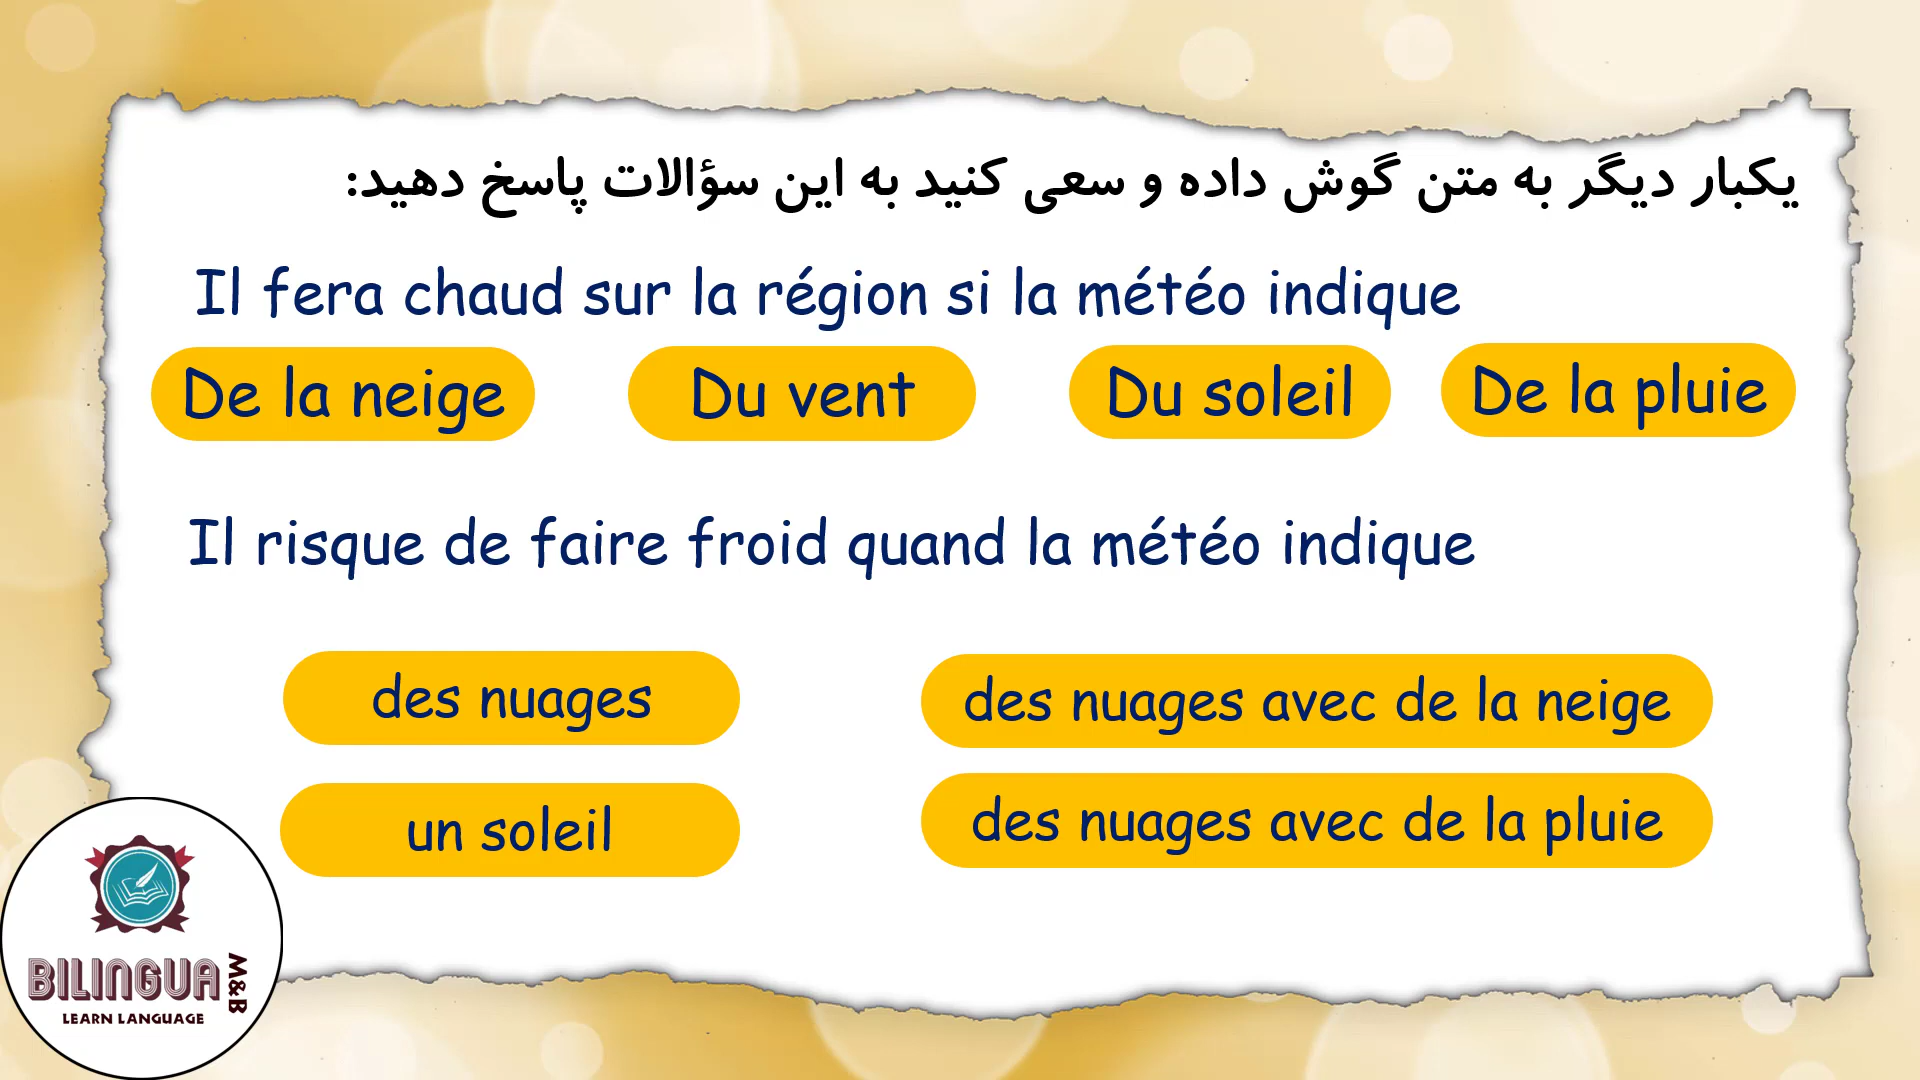 یکبار دیگر به متن گوش داده و سعی کنید به این سؤالات پاسخ دهید:
Il fera chaud sur la région si la météo indique
De la neige
Du vent
Du soleil
De la pluie
Il risque de faire froid quand la météo indique
des nuages
des nuages avec de la neige
un soleil
des nuages avec de la pluie
BILINGUA
M&B
LEARN LANGUAGE